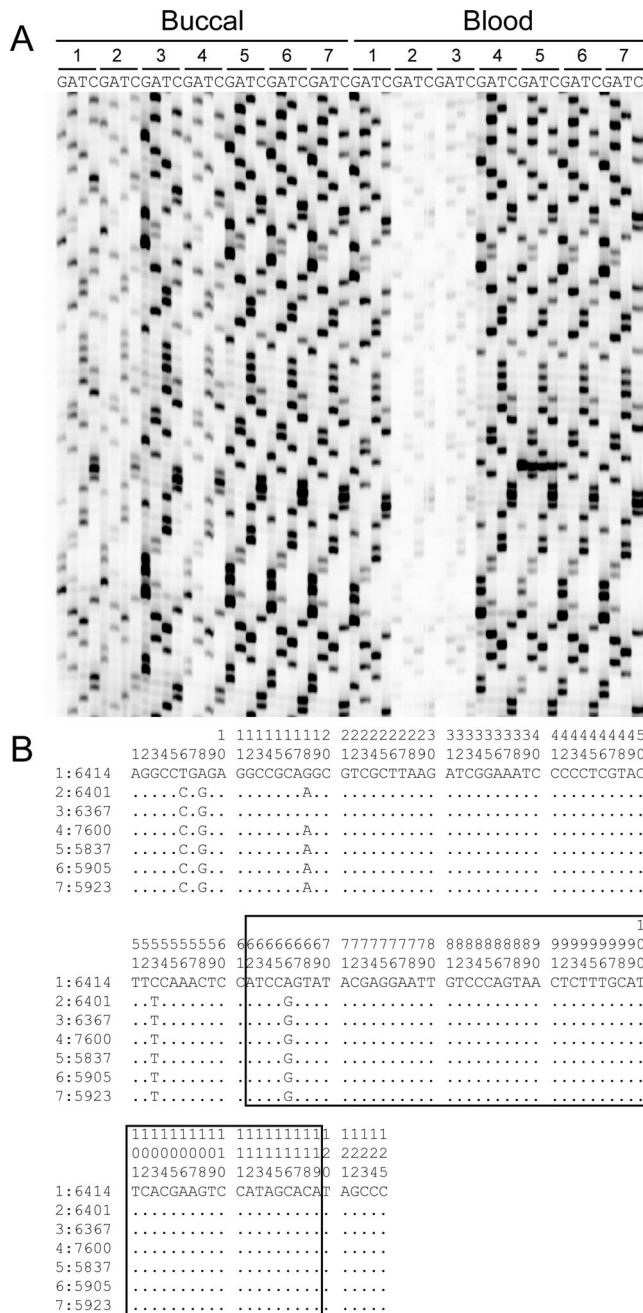 Buccal Blood
A
1 2 3 4 5 6 7 1 2 3 4 5 6 7
GATCGATCGATCGATCGATCGATCGATCGATCGATCGATCGATCGATCGATCGATC
B
1 1111111112 2222222223 3333333334 4444444445
1234567890 1234567890 1234567890 1234567890 1234567890
1:6414 AGGCCTGAGA GGCCGCAGGC GTCGCTTAAG ATCGGAAATC CCCCTCGTAC
2:6401 .....C.G.. .......A.. .......... .......... ..........
3:6367 .....C.G.. .......... .......... .......... ..........
4:7600 .....C.G.. .......A.. .......... .......... ..........
5:5837 .....C.G.. .......A.. .......... .......... ..........
6:5905 .....C.G.. .......A.. .......... .......... ..........
7:5923 .....C.G.. .......A.. .......... .......... ..........
1
5555555556 6666666667 7777777778 8888888889 9999999990
1234567890 1234567890 1234567890 1234567890 1234567890
1:6414 TTCCAAACTC CATCCAGTAT ACGAGGAATT GTCCCAGTAA CTCTTTGCAT
2:6401 ..T....... .....G.... .......... .......... ..........
3:6367 ..T....... .....G.... .......... .......... ..........
4:7600 ..T....... .....G.... .......... .......... ..........
5:5837 ..T....... .....G.... .......... .......... ..........
6:5905 ..T....... .....G.... .......... .......... ..........
7:5923 ..T....... .....G.... .......... .......... ..........
1111111111 1111111111 11111
0000000001 1111111112 22222
1234567890 1234567890 12345
1:6414 TCACGAAGTC CATAGCACAT AGCCC
2:6401 .......... .......... .....
3:6367 .......... .......... .....
4:7600 .......... .......... .....
5:5837 .......... .......... .....
6:5905 .......... .......... .....
7:5923 .......... .......... .....